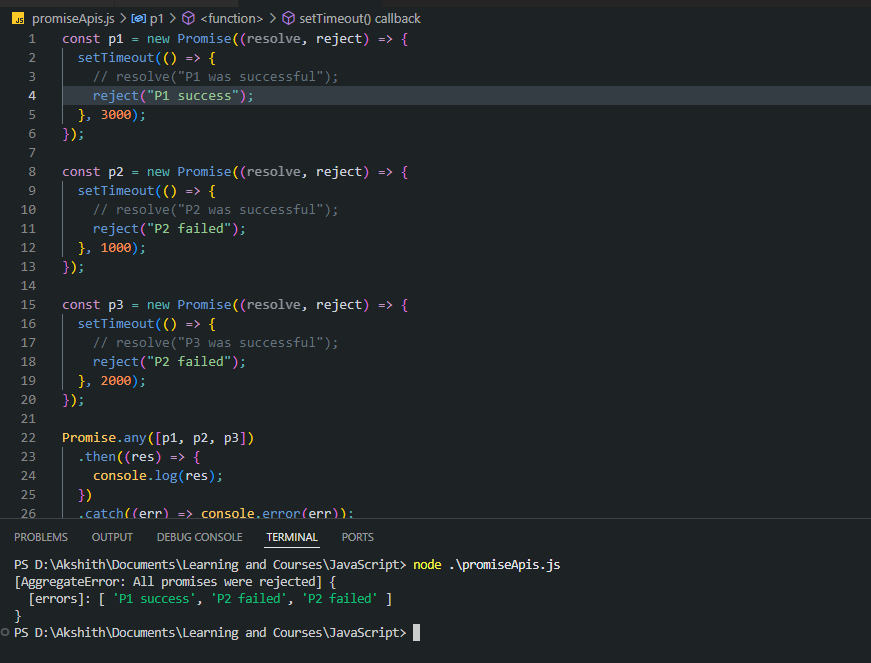 JS promiseApis.js > p1 > <function> > setTimeout() callback
1 const p1 = new Promise((resolve, reject) => {
2 setTimeout(() => {
3 // resolve("P1 was successful");
4 reject("P1 success");
5 }, 3000);
6 });
7
8 const p2 = new Promise((resolve, reject) => {
9 setTimeout(() => {
10 // resolve("P2 was successful");
11 reject("P2 failed");
12 }, 1000);
13 });
14
15 const p3 = new Promise((resolve, reject) => {
16 setTimeout(() => {
17 // resolve("P3 was successful");
18 reject("P2 failed");
19 }, 2000);
20 });
21
22 Promise.any([p1, p2, p3])
23 .then((res) => {
24 console.log(res);
25 })
26 .catch((err) => console.error(err));
PROBLEMS OUTPUT DEBUG CONSOLE TERMINAL PORTS
PS D:\Akshith\Documents\Learning and Courses\JavaScript> node .\promiseApis.js
[AggregateError: All promises were rejected] {
[errors]: [ 'P1 success', 'P2 failed', 'P2 failed' ]
}
PS D:\Akshith\Documents\Learning and Courses\JavaScript>